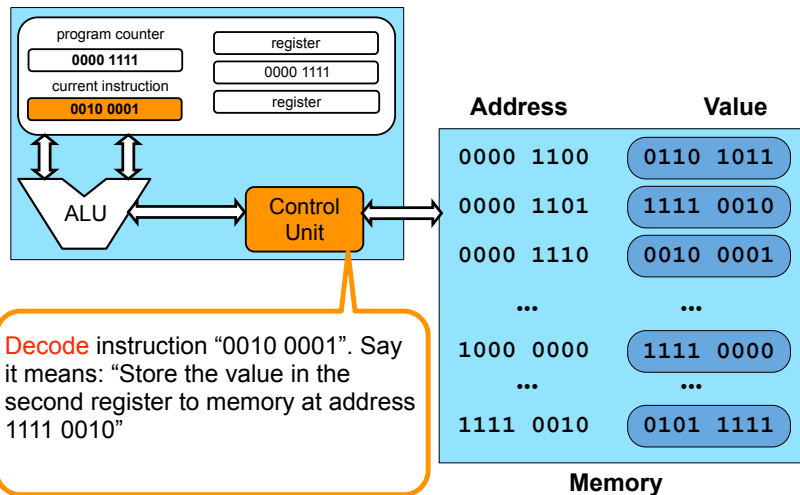 program counter
0000 1111
current instruction
0010 0001
register
0000 1111
register
ALU
Control
Unit
Decode instruction “0010 0001”. Say
it means: “Store the value in the
second register to memory at address
1111 0010”
Address Value
0000 1100 0110 1011
0000 1101 1111 0010
0000 1110 0010 0001
... ...
1000 0000 1111 0000
... ...
1111 0010 0101 1111
Memory